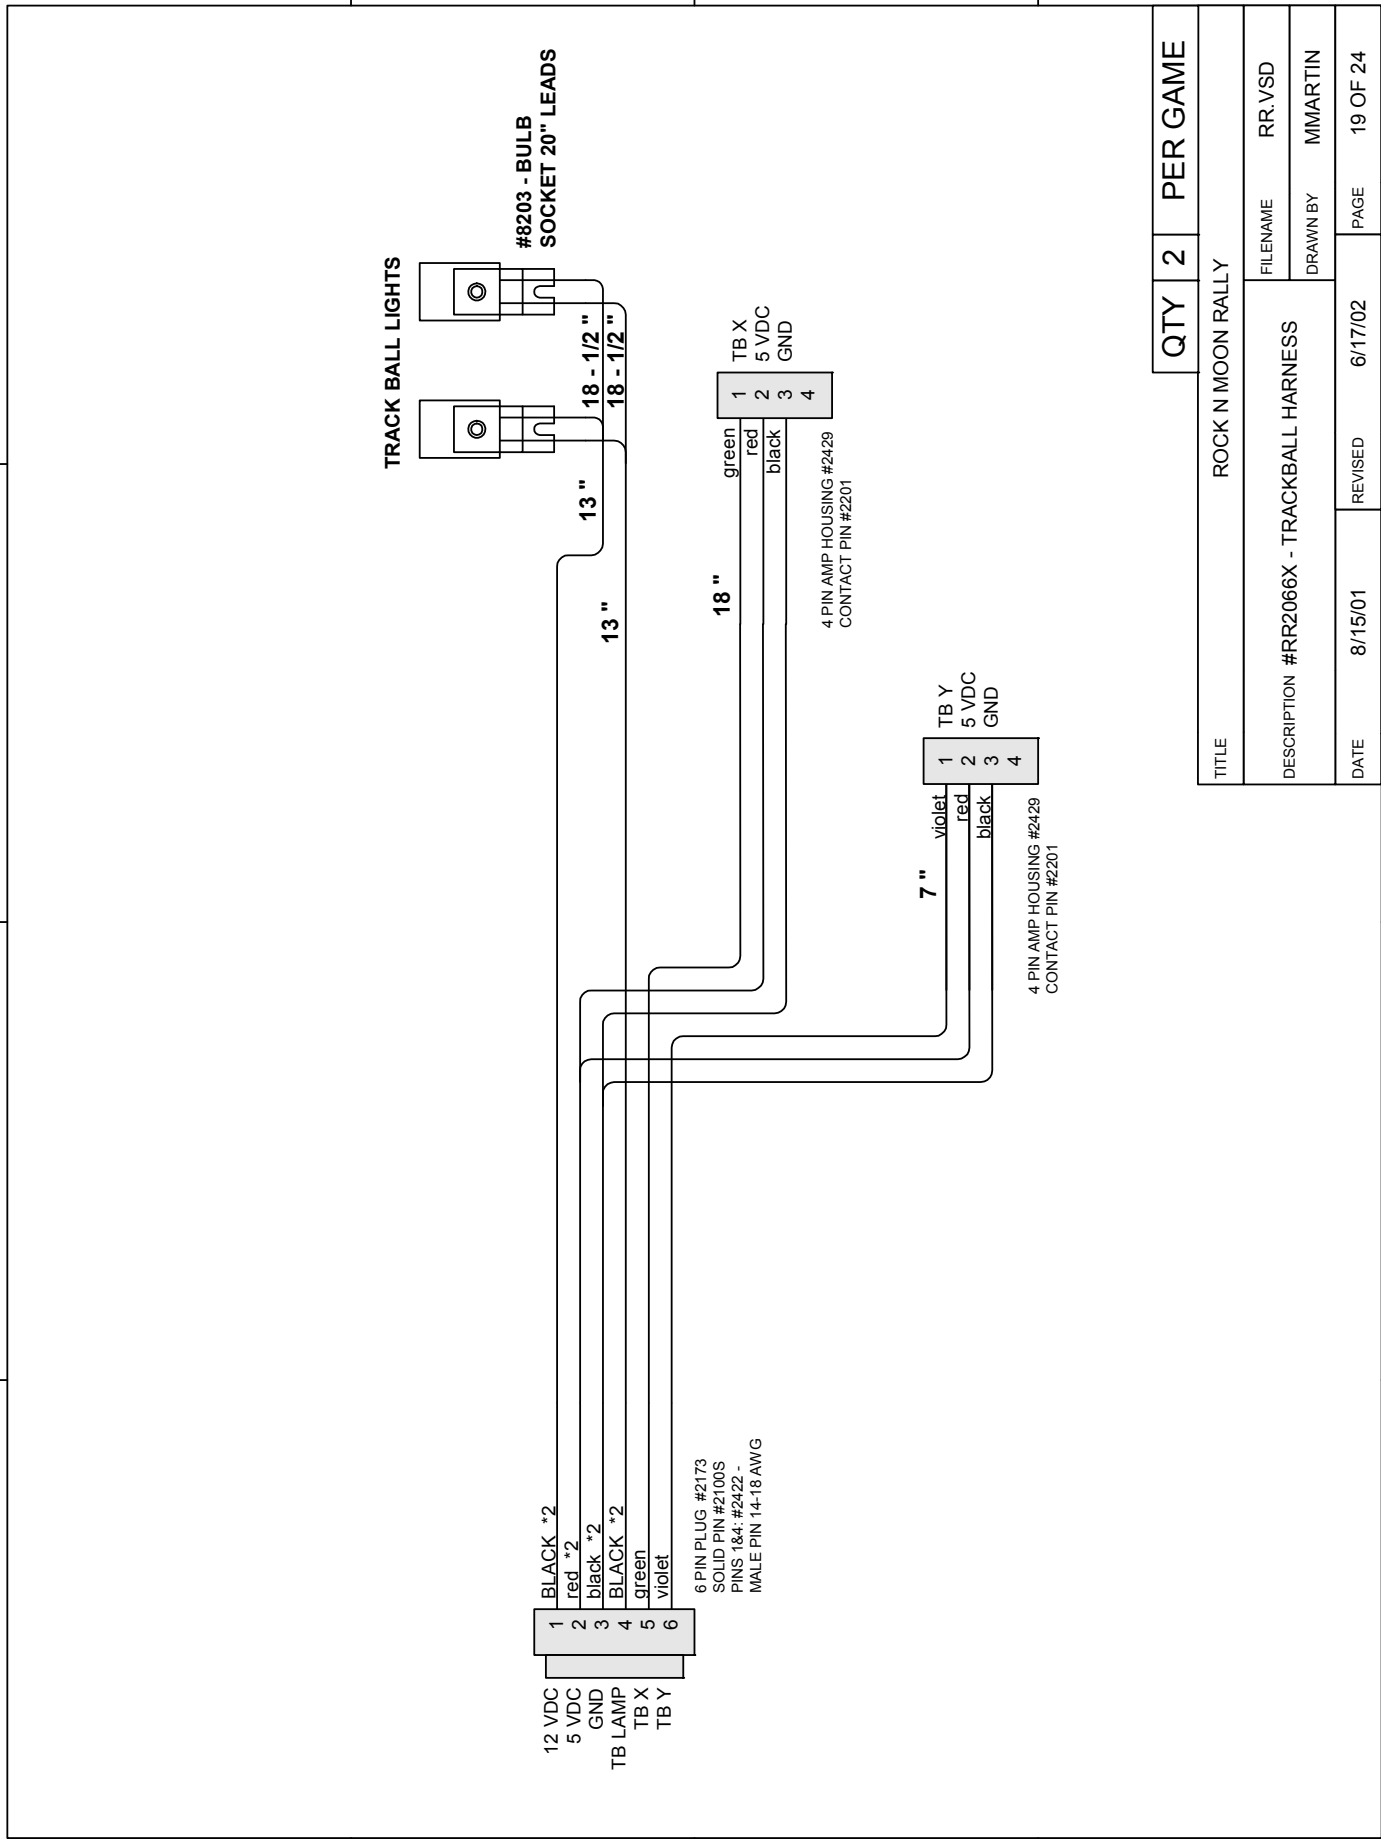 TRACK BALL LIGHTS
#8203 - BULB
SOCKET 20" LEADS
18 - 1/2 "
18 - 1/2 "
13 "
13 "
12 VDC
5 VDC
GND
TB LAMP
TB X
TB Y
1
2
3
4
5
6
BLACK *2
red *2
black *2
BLACK *2
green
violet
6 PIN PLUG #2173
SOLID PIN #2100S
PINS 1&4: #2422 -
MALE PIN 14-18 AWG
18 "
green
red
black
1
2
3
4
TB X
5 VDC
GND
4 PIN AMP HOUSING #2429
CONTACT PIN #2201
7 "
violet
red
black
1
2
3
4
TB Y
5 VDC
GND
4 PIN AMP HOUSING #2429
CONTACT PIN #2201
QTY 2 PER GAME
TITLE ROCK N MOON RALLY
DESCRIPTION #RR2066X - TRACKBALL HARNESS
FILENAME RR.VSD
DRAWN BY MMARTIN
DATE 8/15/01 REVISED 6/17/02 PAGE 19 OF 24